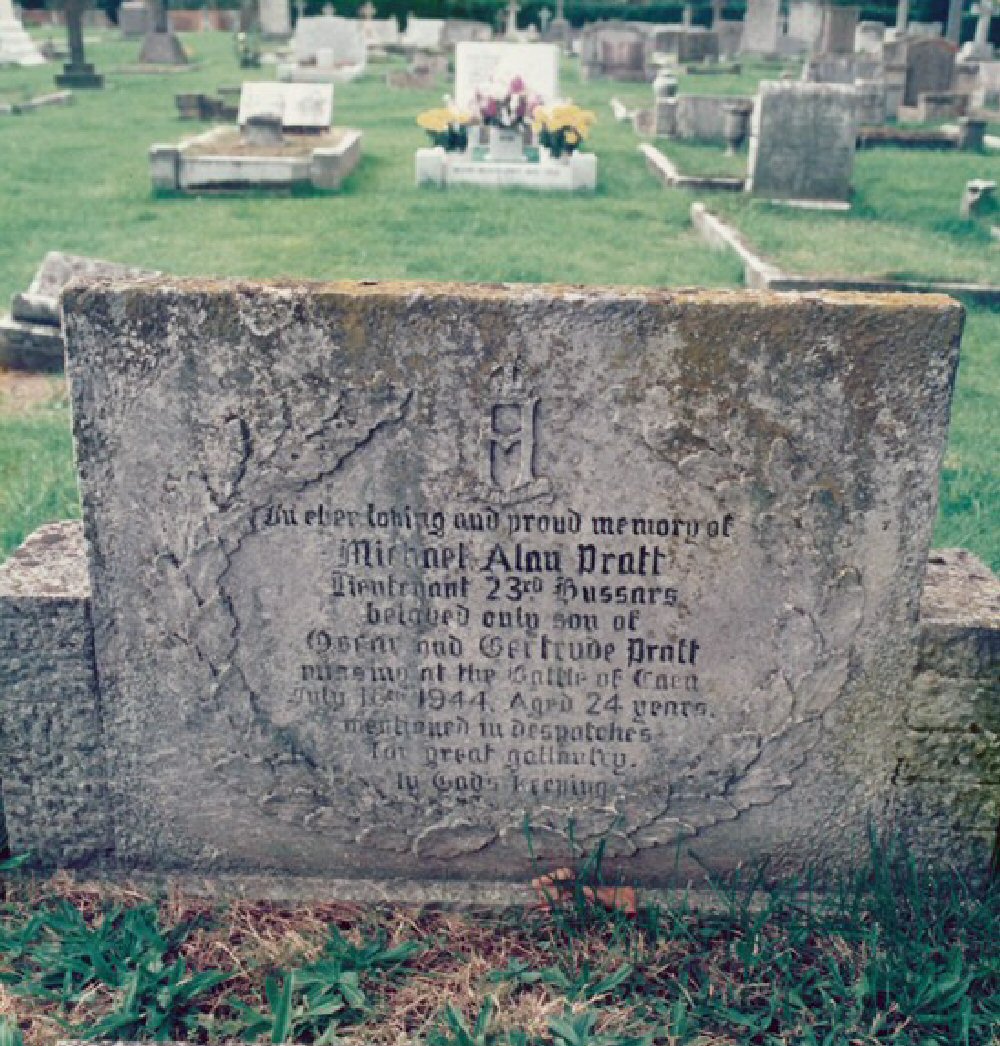 In ever loving and proud memory of
Michael Alan Pratt
Lieutenant 23rd Hussars
beloved only son of
Oscar and Gertrude Pratt
missing at the Battle of Caen
July 18th 1944. Aged 24 years.
mentioned in despatches
for great gallantry.
In Gods keeping